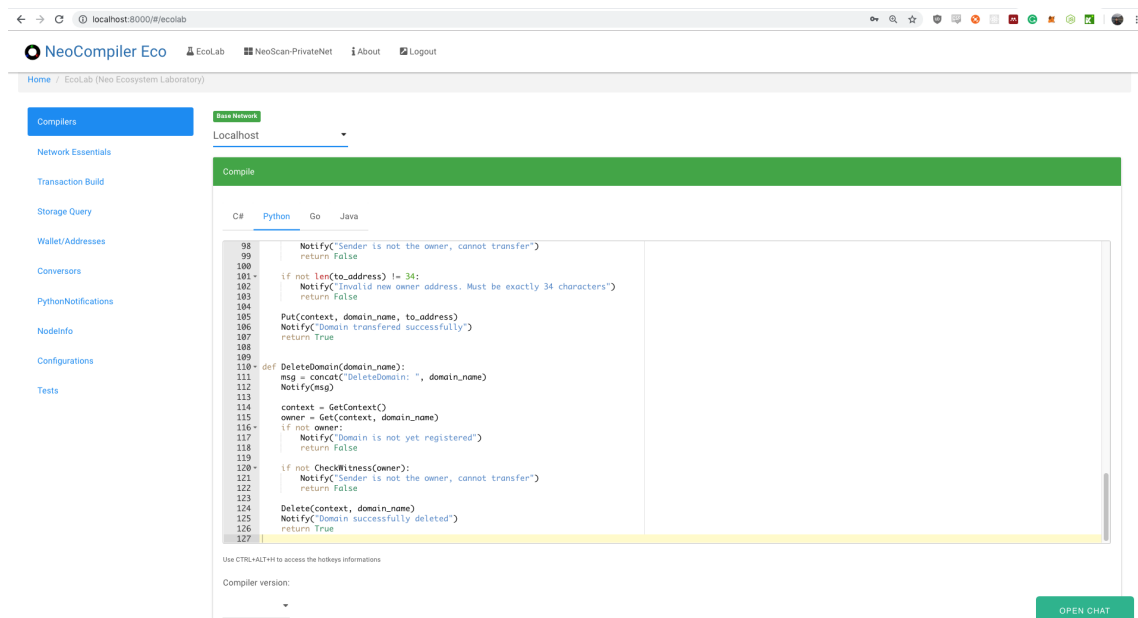 localhost:8000/#/ecolab
NeoCompiler Eco EcoLab NeoScan-PrivateNet About Logout
Home / EcoLab (Neo Ecosystem Laboratory)
Compilers
Network Essentials
Transaction Build
Storage Query
Wallet/Addresses
Conversors
PythonNotifications
NodeInfo
Configurations
Tests
Base Network
Localhost
Compile
C# Python Go Java
98 Notify("Sender is not the owner, cannot transfer")
99 return False
100
101 if not len(to_address) != 34:
102 Notify("Invalid new owner address. Must be exactly 34 characters")
103 return False
104
105 Put(context, domain_name, to_address)
106 Notify("Domain transfered successfully")
107 return True
108
109
110 def DeleteDomain(domain_name):
111 msg = concat("DeleteDomain: ", domain_name)
112 Notify(msg)
113
114 context = GetContext()
115 owner = Get(context, domain_name)
116 if not owner:
117 Notify("Domain is not yet registered")
118 return False
119
120 if not CheckWitness(owner):
121 Notify("Sender is not the owner, cannot transfer")
122 return False
123
124 Delete(context, domain_name)
125 Notify("Domain successfully deleted")
126 return True
127
Use CTRL+ALT+H to access the hotkeys informations
Compiler version:
OPEN CHAT